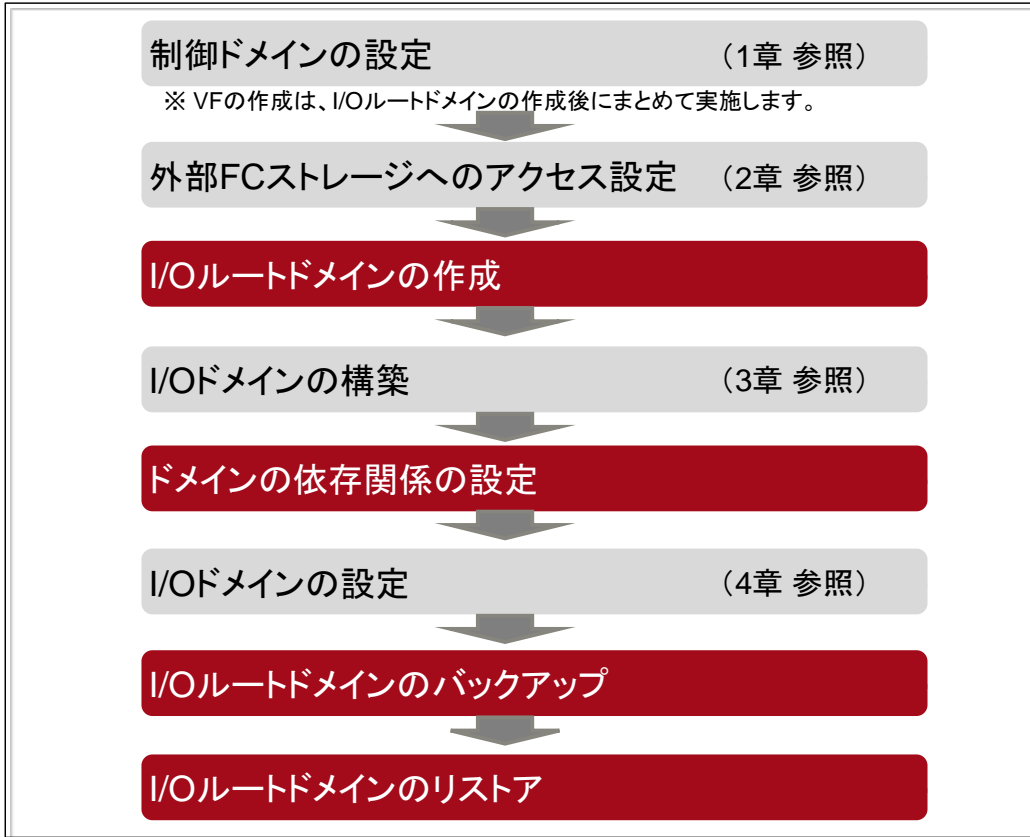 制御ドメインの設定 （1章 参照）
※ VFの作成は、I/Oルートドメインの作成後にまとめて実施します。
外部FCストレージへのアクセス設定 （2章 参照）
I/Oルートドメインの作成
I/Oドメインの構築 （3章 参照）
ドメインの依存関係の設定
I/Oドメインの設定 （4章 参照）
I/Oルートドメインのバックアップ
I/Oルートドメインのリストア